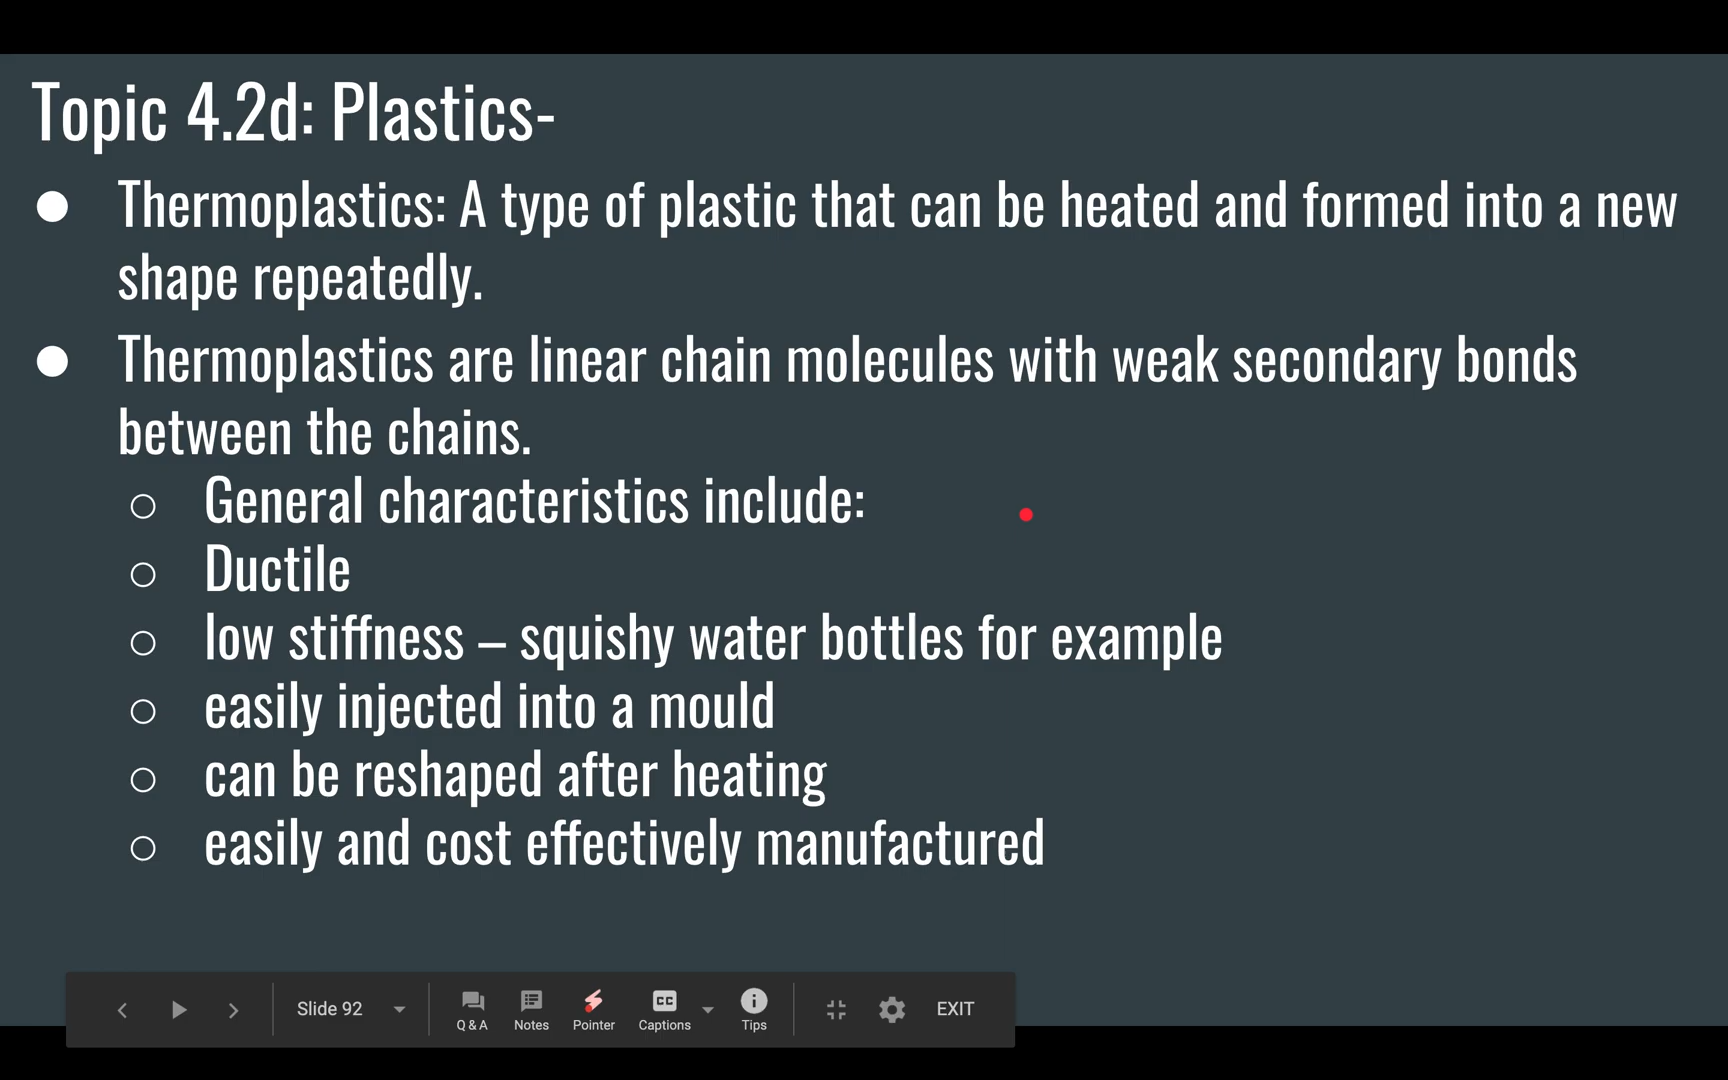 Topic 4.2d: Plastics-
● Thermoplastics: A type of plastic that can be heated and formed into a new
shape repeatedly.
● Thermoplastics are linear chain molecules with weak secondary bonds
between the chains.
○ General characteristics include:
○ Ductile
○ low stiffness – squishy water bottles for example
○ easily injected into a mould
○ can be reshaped after heating
○ easily and cost effectively manufactured
Slide 92
Q & A Notes Pointer Captions Tips EXIT
CC